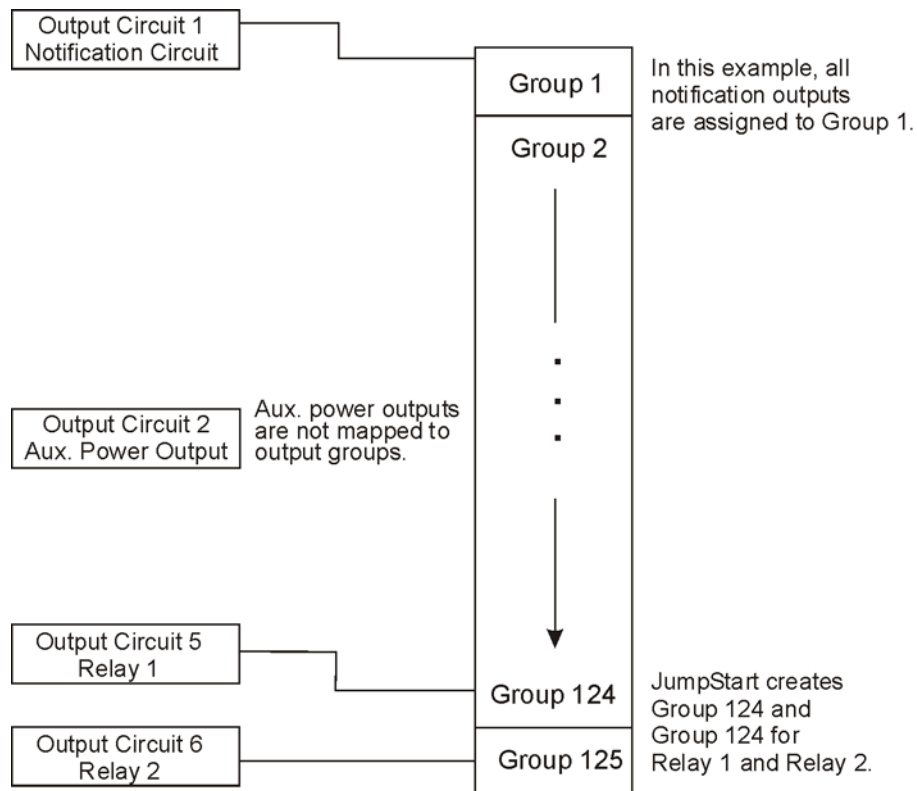 Output Circuit 1
Notification Circuit
Group 1
In this example, all
notification outputs
are assigned to Group 1.
Group 2
Output Circuit 2
Aux. Power Output
Aux. power outputs
are not mapped to
output groups.
Output Circuit 5
Relay 1
Group 124
JumpStart creates
Group 124 and
Group 124 for
Relay 1 and Relay 2.
Output Circuit 6
Relay 2
Group 125